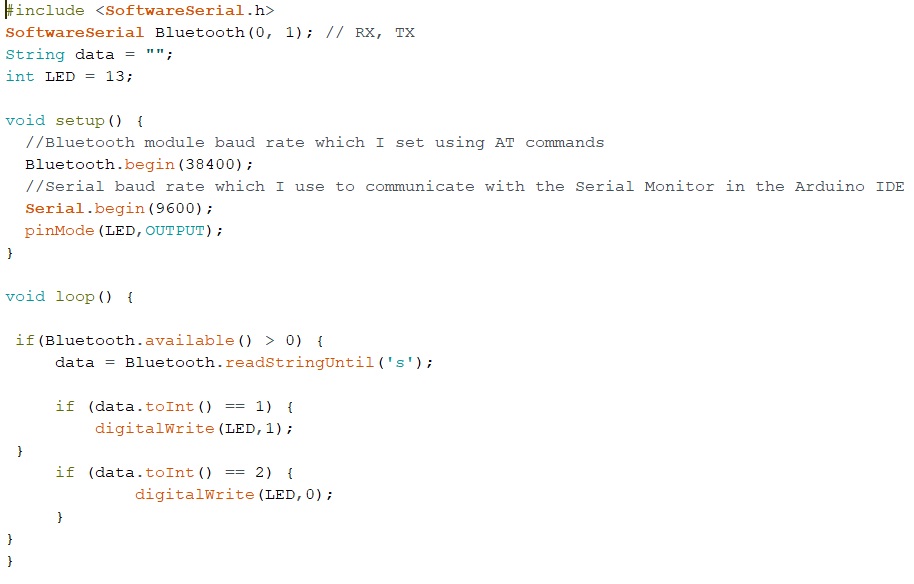 #include <SoftwareSerial.h>
SoftwareSerial Bluetooth(0, 1); // RX, TX
String data = "";
int LED = 13;
void setup() {
//Bluetooth module baud rate which I set using AT commands
Bluetooth.begin(38400);
//Serial baud rate which I use to communicate with the Serial Monitor in the Arduino IDE
Serial.begin(9600);
pinMode(LED,OUTPUT);
}
void loop() {
if(Bluetooth.available() > 0) {
data = Bluetooth.readStringUntil('s');
if (data.toInt() == 1) {
digitalWrite(LED,1);
}
if (data.toInt() == 2) {
digitalWrite(LED,0);
}
}
}